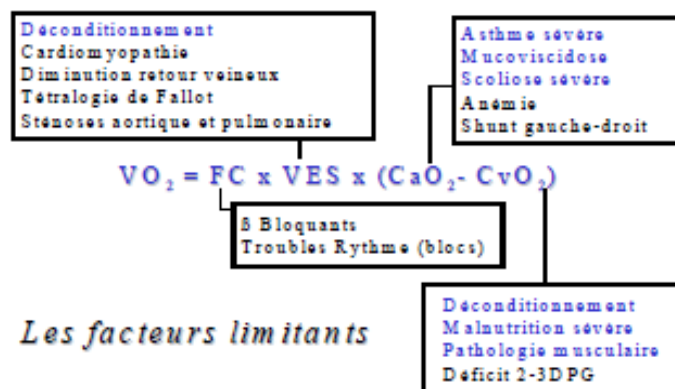 Déconditionnement
Cardiomyopathie
Diminution retour veineux
Tétralogie de Fallot
Sténoses aortique et pulmonaire
Asthme sévère
Mucoviscidose
Scoliose sévère
Anémie
Shunt gauche-droit
VO₂ = FC x VES x (CaO₂- CvO₂)
ß Bloquants
Troubles Rythme (blocs)
Les facteurs limitants
Déconditionnement
Malnutrition sévère
Pathologie musculaire
Déficit 2-3DPG